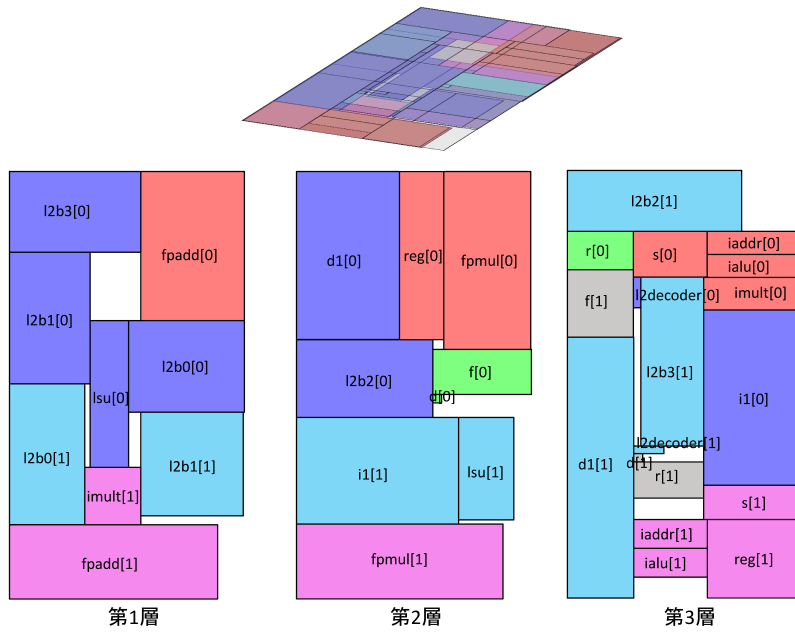 l2b3[0]
fpadd[0]
l2b1[0]
l2b0[0]
lsu[0]
l2b0[1]
l2b1[1]
imult[1]
fpadd[1]
第1層
d1[0]
reg[0]
fpmul[0]
l2b2[0]
f[0]
d[0]
i1[1]
lsu[1]
fpmul[1]
第2層
l2b2[1]
r[0]
s[0]
iaddr[0]
ialu[0]
f[1]
l2decoder[0]
imult[0]
l2b3[1]
i1[0]
l2decoder[1]
d1[1]
d[1]
r[1]
s[1]
iaddr[1]
ialu[1]
reg[1]
第3層